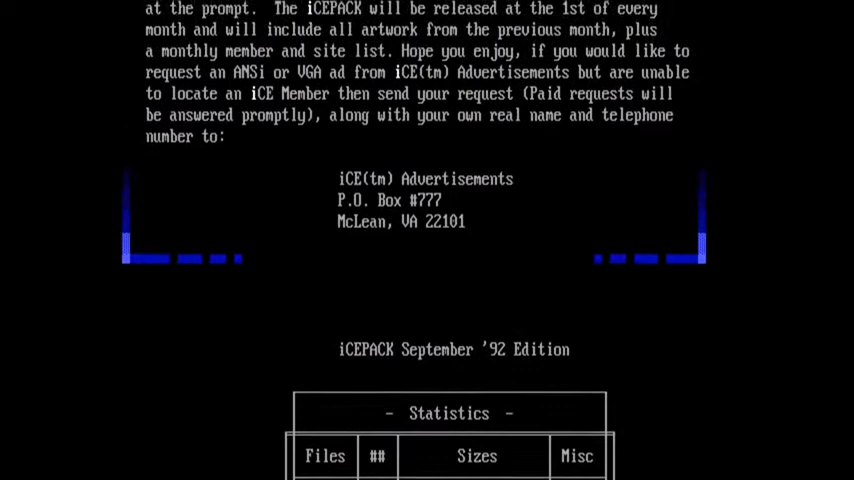 at the prompt. The iCEPACK will be released at the 1st of every
month and will include all artwork from the previous month, plus
a monthly member and site list. Hope you enjoy, if you would like to
request an ANSi or VGA ad from iCE(tm) Advertisements but are unable
to locate an iCE Member then send your request (Paid requests will
be answered promptly), along with your own real name and telephone
number to:
iCE(tm) Advertisements
P.O. Box #777
McLean, VA 22101
iCEPACK September '92 Edition
- Statistics -
Files ## Sizes Misc